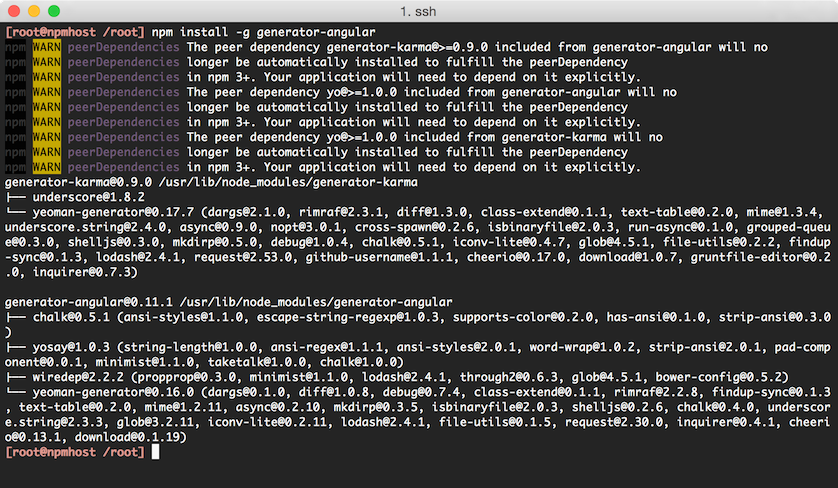 1. ssh
[root@npmhost /root] npm install -g generator-angular
npm WARN peerDependencies The peer dependency generator-karma@>=0.9.0 included from generator-angular will no
npm WARN peerDependencies longer be automatically installed to fulfill the peerDependency
npm WARN peerDependencies in npm 3+. Your application will need to depend on it explicitly.
npm WARN peerDependencies The peer dependency yo@>=1.0.0 included from generator-angular will no
npm WARN peerDependencies longer be automatically installed to fulfill the peerDependency
npm WARN peerDependencies in npm 3+. Your application will need to depend on it explicitly.
npm WARN peerDependencies The peer dependency yo@>=1.0.0 included from generator-karma will no
npm WARN peerDependencies longer be automatically installed to fulfill the peerDependency
npm WARN peerDependencies in npm 3+. Your application will need to depend on it explicitly.
generator-karma@0.9.0 /usr/lib/node_modules/generator-karma
├── underscore@1.8.2
└── yeoman-generator@0.17.7 (dargs@2.1.0, rimraf@2.3.1, diff@1.3.0, class-extend@0.1.1, text-table@0.2.0, mime@1.3.4,
underscore.string@2.4.0, async@0.9.0, nopt@3.0.1, cross-spawn@0.2.6, isbinaryfile@2.0.3, run-async@0.1.0, grouped-queu
e@0.3.0, shelljs@0.3.0, mkdirp@0.5.0, debug@1.0.4, chalk@0.5.1, iconv-lite@0.4.7, glob@4.5.1, file-utils@0.2.2, findup
-sync@0.1.3, lodash@2.4.1, request@2.53.0, github-username@1.1.1, cheerio@0.17.0, download@1.0.7, gruntfile-editor@0.2
.0, inquirer@0.7.3)
generator-angular@0.11.1 /usr/lib/node_modules/generator-angular
├── chalk@0.5.1 (ansi-styles@1.1.0, escape-string-regexp@1.0.3, supports-color@0.2.0, has-ansi@0.1.0, strip-ansi@0.3.0
)
├── yosay@1.0.3 (string-length@1.0.0, ansi-regex@1.1.1, ansi-styles@2.0.1, word-wrap@1.0.2, strip-ansi@2.0.1, pad-comp
onent@0.0.1, minimist@1.1.0, taketalk@1.0.0, chalk@1.0.0)
├── wiredep@2.2.2 (propprop@0.3.0, minimist@1.1.0, lodash@2.4.1, through2@0.6.3, glob@4.5.1, bower-config@0.5.2)
└── yeoman-generator@0.16.0 (dargs@0.1.0, diff@1.0.8, debug@0.7.4, class-extend@0.1.1, rimraf@2.2.8, findup-sync@0.1.3
, text-table@0.2.0, mime@1.2.11, async@0.2.10, mkdirp@0.3.5, isbinaryfile@2.0.3, shelljs@0.2.6, chalk@0.4.0, underscor
e.string@2.3.3, glob@3.2.11, iconv-lite@0.2.11, lodash@2.4.1, file-utils@0.1.5, request@2.30.0, inquirer@0.4.1, cheeri
o@0.13.1, download@0.1.19)
[root@npmhost /root]